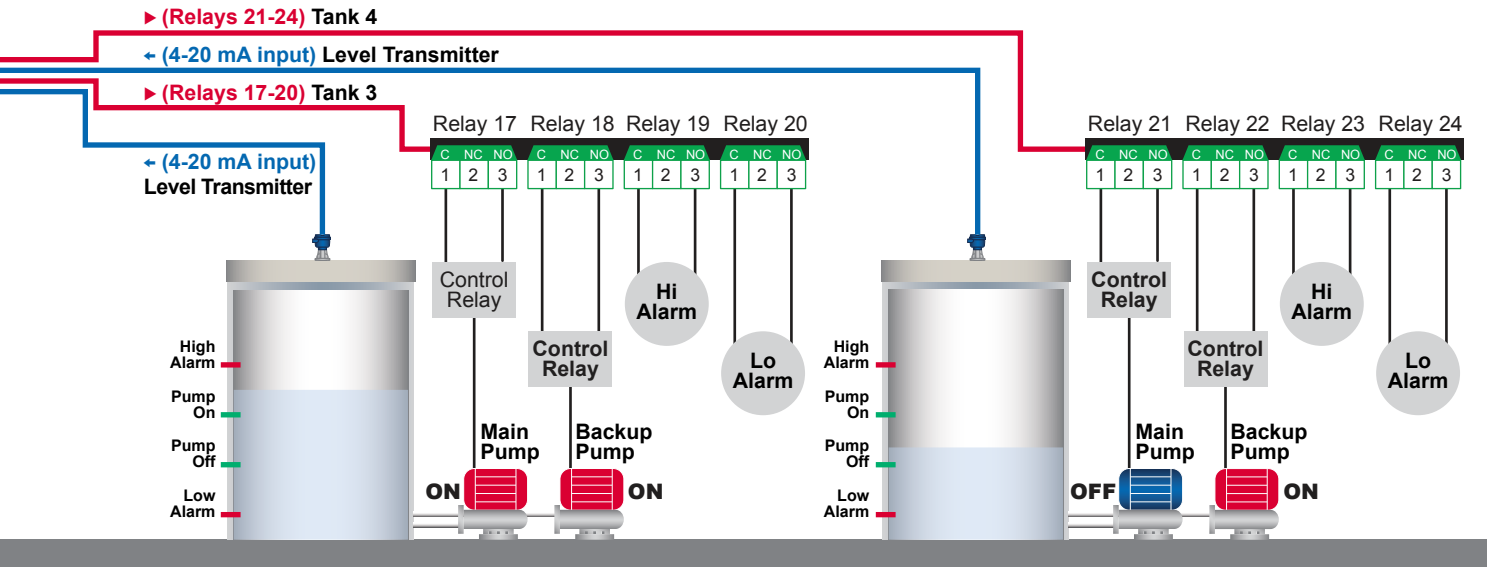 ▶ (Relays 21-24) Tank 4
← (4-20 mA input) Level Transmitter
▶ (Relays 17-20) Tank 3
← (4-20 mA input)
Level Transmitter
Relay 17 Relay 18 Relay 19 Relay 20
C NC NO C NC NO C NC NO C NC NO
1 2 3 1 2 3 1 2 3 1 2 3
Control
Relay
Control
Relay
Hi
Alarm
Lo
Alarm
High
Alarm
Pump
On
Pump
Off
Low
Alarm
Main
Pump
Backup
Pump
ON
ON
Relay 21 Relay 22 Relay 23 Relay 24
C NC NO C NC NO C NC NO C NC NO
1 2 3 1 2 3 1 2 3 1 2 3
Control
Relay
Control
Relay
Hi
Alarm
Lo
Alarm
High
Alarm
Pump
On
Pump
Off
Low
Alarm
Main
Pump
Backup
Pump
OFF
ON